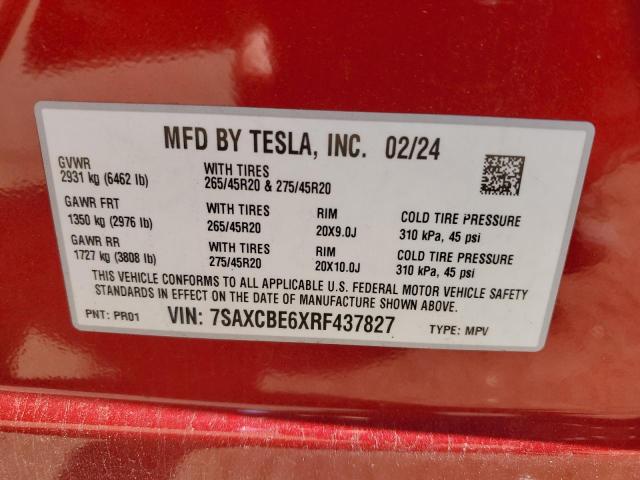 MFD BY TESLA, INC. 02/24
GVWR
2931 kg (6462 lb)
WITH TIRES
265/45R20 & 275/45R20
GAWR FRT
1350 kg (2976 lb)
WITH TIRES
265/45R20
RIM
20X9.0J
COLD TIRE PRESSURE
310 kPa, 45 psi
GAWR RR
1727 kg (3808 lb)
WITH TIRES
275/45R20
RIM
20X10.0J
COLD TIRE PRESSURE
310 kPa, 45 psi
THIS VEHICLE CONFORMS TO ALL APPLICABLE U.S. FEDERAL MOTOR VEHICLE SAFETY
STANDARDS IN EFFECT ON THE DATE OF MANUFACTURE SHOWN ABOVE.
PNT: PR01 VIN: 7SAXCBE6XRF437827 TYPE: MPV